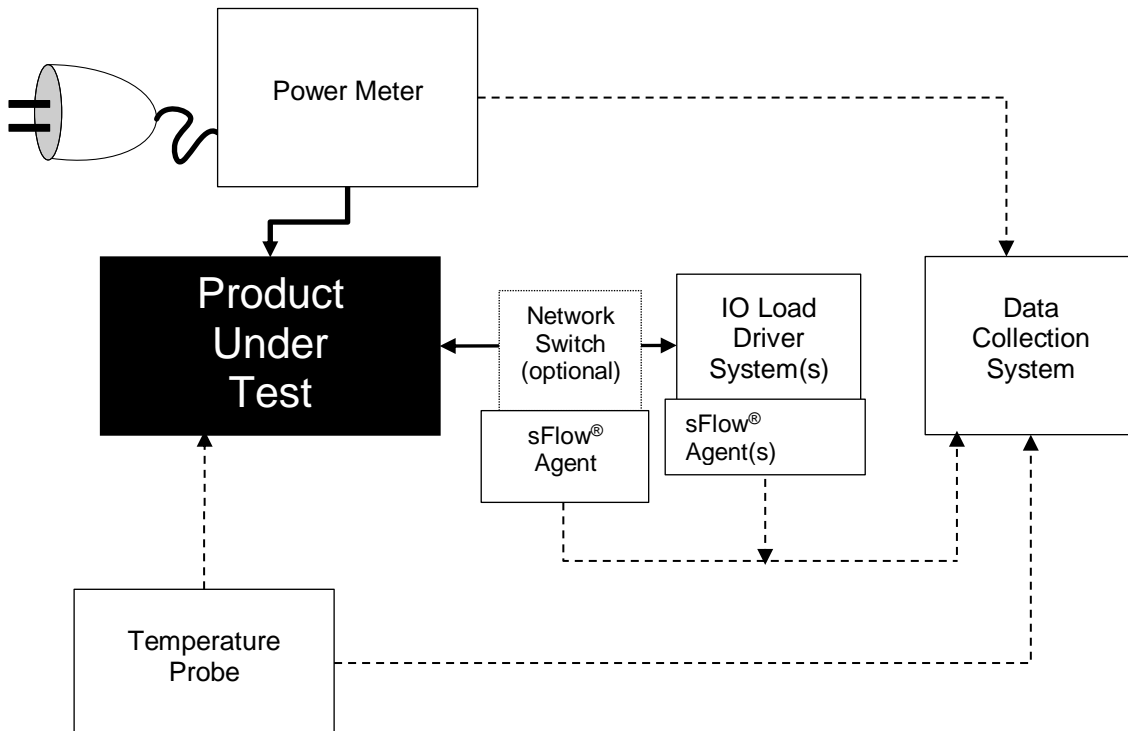 Power Meter
Product
Under
Test
Network
Switch
(optional)
sFlow®
Agent
IO Load
Driver
System(s)
sFlow®
Agent(s)
Data
Collection
System
Temperature
Probe